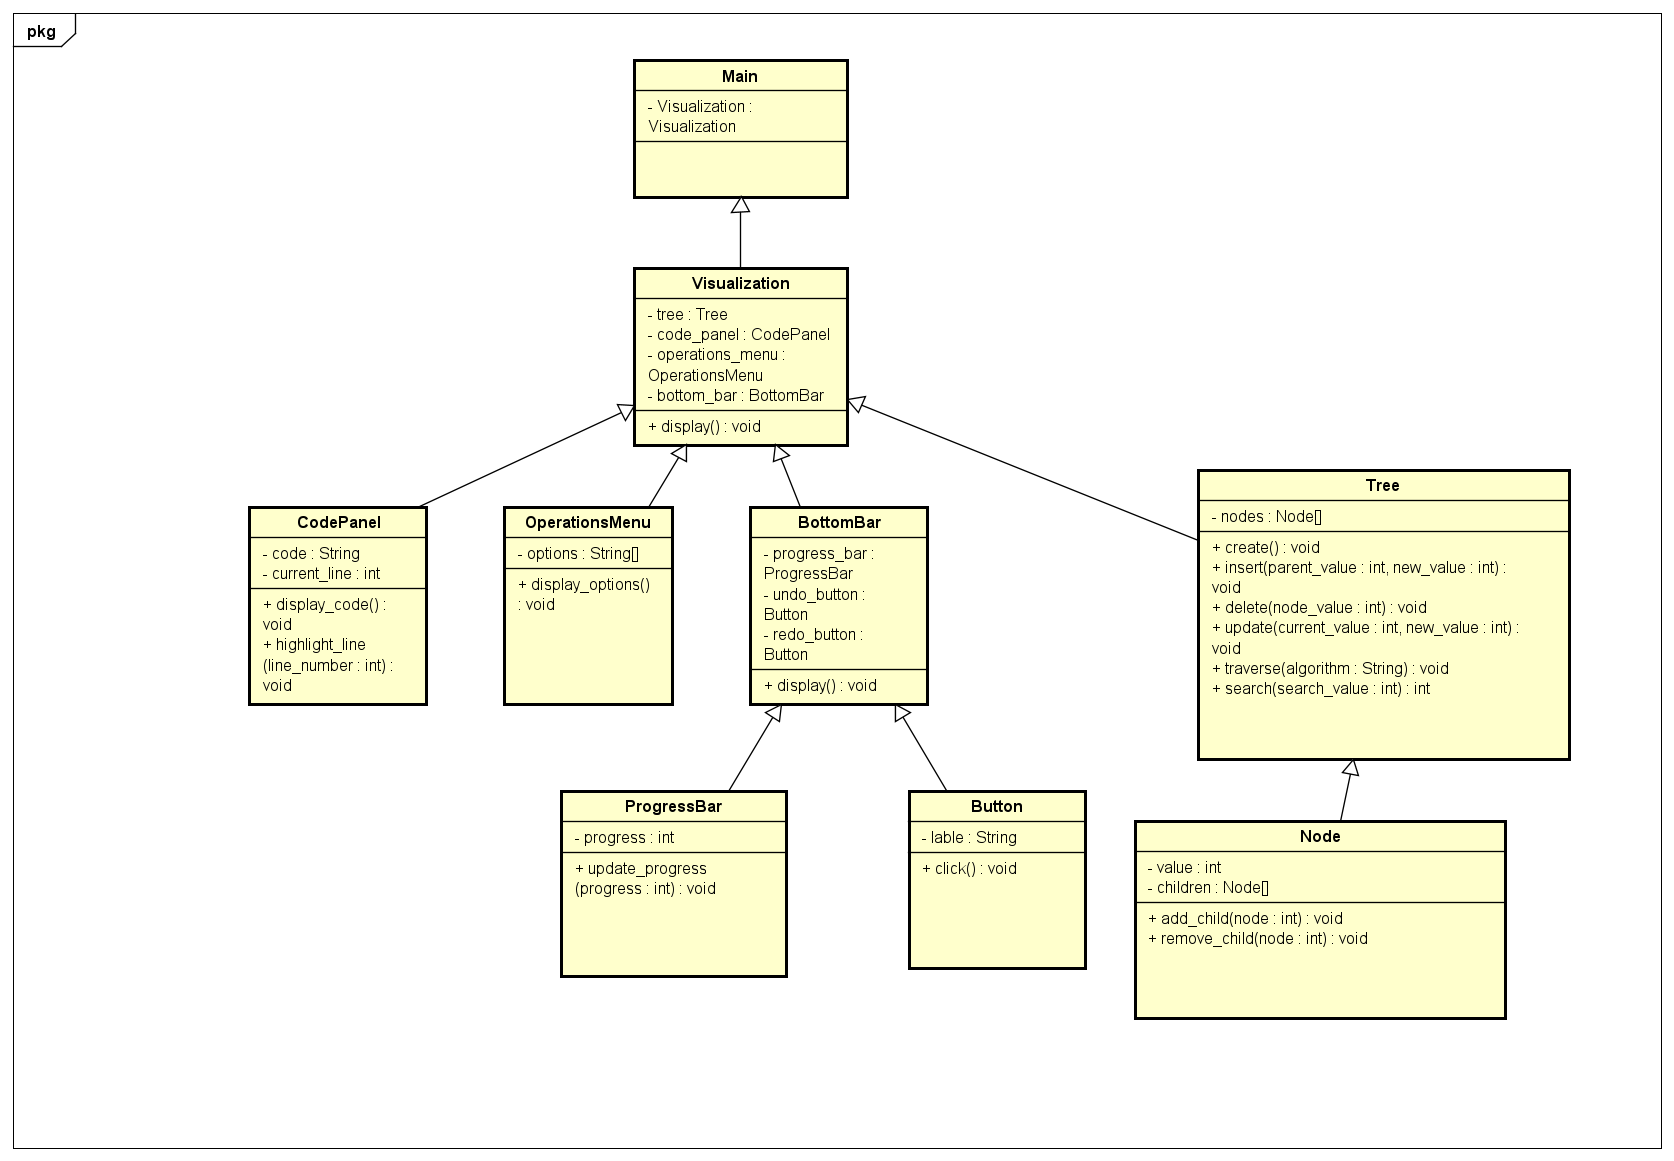 pkg
Main
- Visualization :
Visualization
Visualization
- tree : Tree
- code_panel : CodePanel
- operations_menu :
OperationsMenu
- bottom_bar : BottomBar
+ display() : void
CodePanel
- code : String
- current_line : int
+ display_code() :
void
+ highlight_line
(line_number : int) :
void
OperationsMenu
- options : String[]
+ display_options()
: void
BottomBar
- progress_bar :
ProgressBar
- undo_button :
Button
- redo_button :
Button
+ display() : void
Tree
- nodes : Node[]
+ create() : void
+ insert(parent_value : int, new_value : int) :
void
+ delete(node_value : int) : void
+ update(current_value : int, new_value : int) :
void
+ traverse(algorithm : String) : void
+ search(search_value : int) : int
ProgressBar
- progress : int
+ update_progress
(progress : int) : void
Button
- lable : String
+ click() : void
Node
- value : int
- children : Node[]
+ add_child(node : int) : void
+ remove_child(node : int) : void